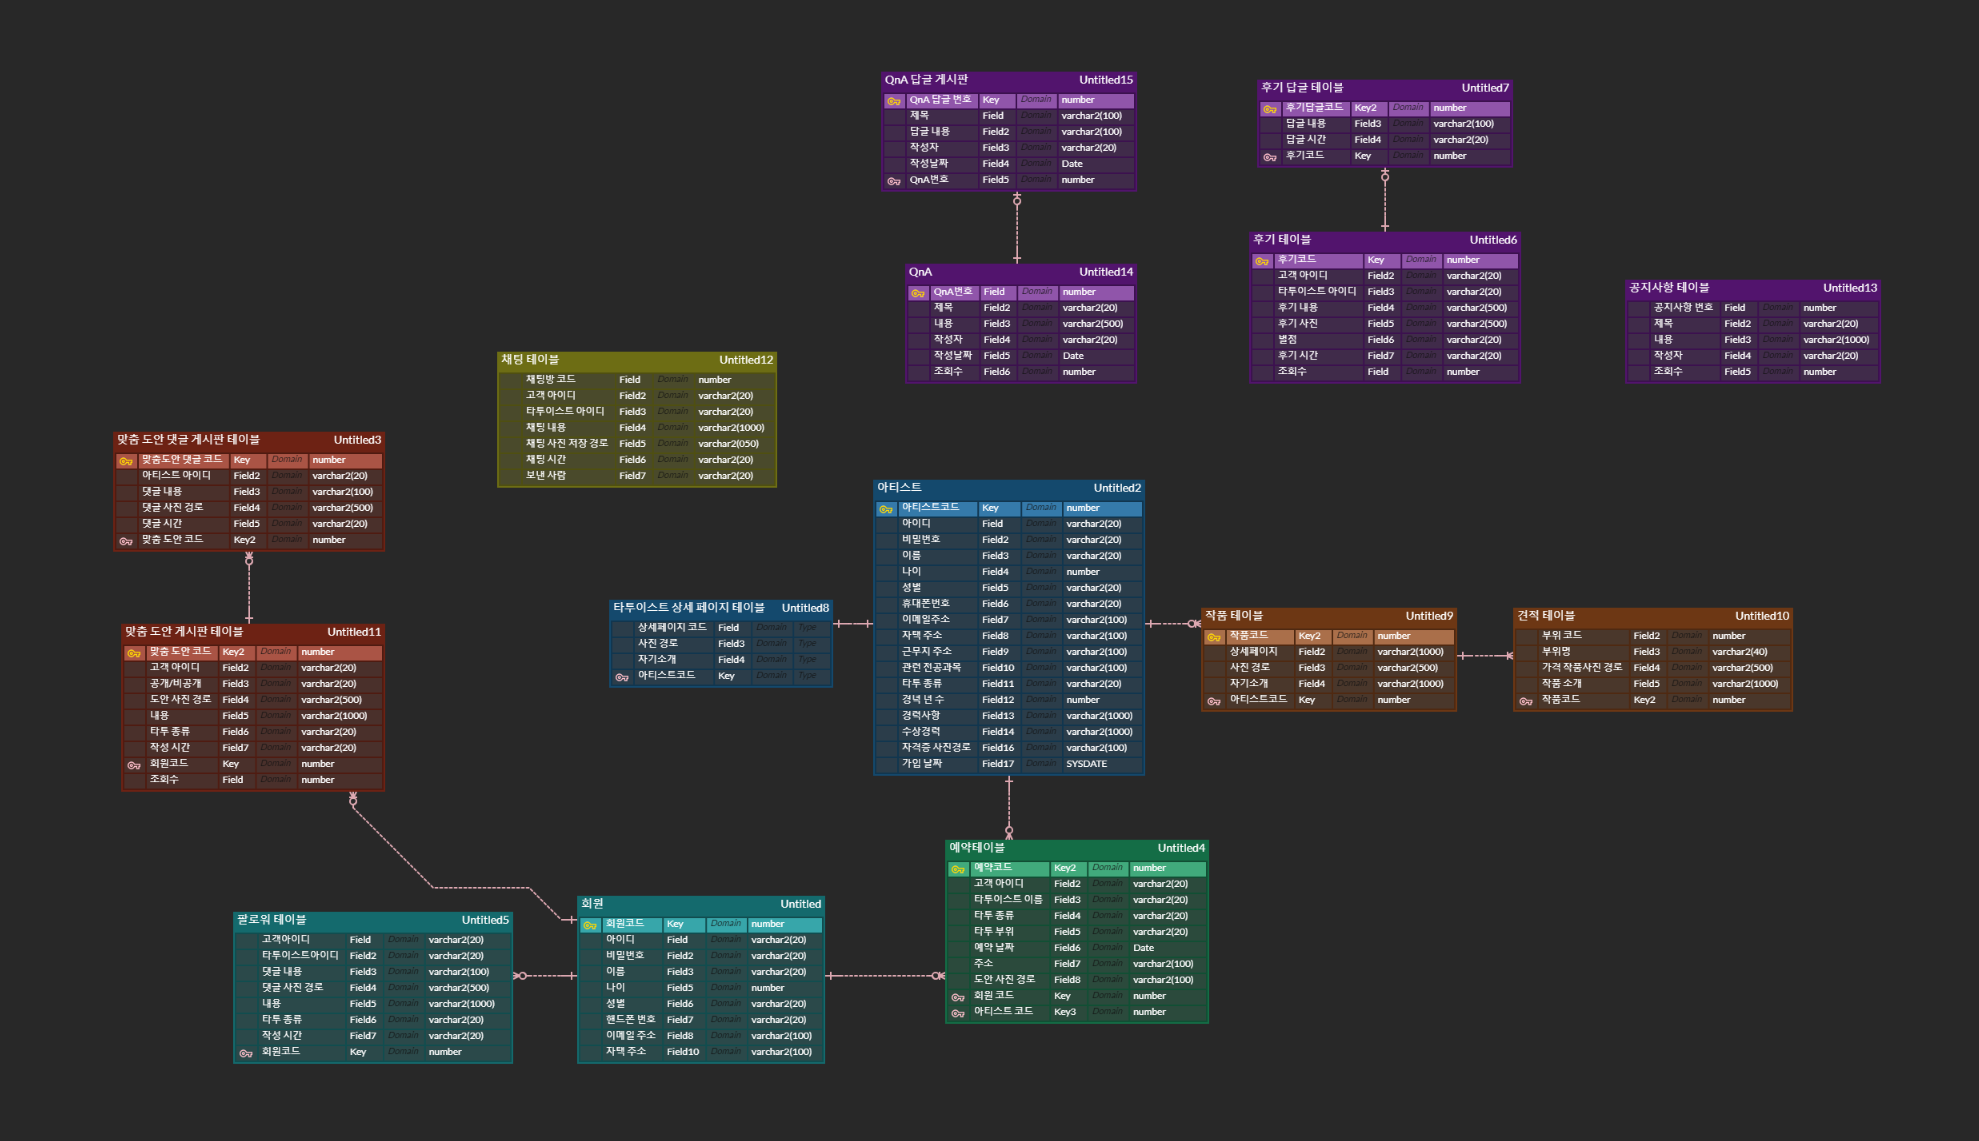 QnA 답글 게시판 Untitled15
QnA 답글 번호 Key Domain number
제목 Field Domain varchar2(100)
답글 내용 Field2 Domain varchar2(100)
작성자 Field3 Domain varchar2(20)
작성날짜 Field4 Domain Date
QnA번호 Field5 Domain number
후기 답글 테이블 Untitled7
후기답글코드 Key2 Domain number
답글 내용 Field3 Domain varchar2(100)
답글 시간 Field4 Domain varchar2(20)
후기코드 Key Domain number
QnA Untitled14
QnA번호 Field Domain number
제목 Field2 Domain varchar2(20)
내용 Field3 Domain varchar2(500)
작성자 Field4 Domain varchar2(20)
작성날짜 Field5 Domain Date
조회수 Field6 Domain number
후기 테이블 Untitled6
후기코드 Key Domain number
고객 아이디 Field2 Domain varchar2(20)
타투이스트 아이디 Field3 Domain varchar2(20)
후기 내용 Field4 Domain varchar2(500)
후기 사진 Field5 Domain varchar2(500)
별점 Field6 Domain varchar2(20)
후기 시간 Field7 Domain varchar2(20)
조회수 Field Domain number
공지사항 테이블 Untitled13
공지사항 번호 Field Domain number
제목 Field2 Domain varchar2(20)
내용 Field3 Domain varchar2(1000)
작성자 Field4 Domain varchar2(20)
조회수 Field5 Domain number
채팅 테이블 Untitled12
채팅방 코드 Field Domain number
고객 아이디 Field2 Domain varchar2(20)
타투이스트 아이디 Field3 Domain varchar2(20)
채팅 내용 Field4 Domain varchar2(1000)
채팅 사진 저장 경로 Field5 Domain varchar2(050)
채팅 시간 Field6 Domain varchar2(20)
보낸 사람 Field7 Domain varchar2(20)
맞춤 도안 댓글 게시판 테이블 Untitled3
맞춤도안 댓글 코드 Key Domain number
아티스트 아이디 Field2 Domain varchar2(20)
댓글 내용 Field3 Domain varchar2(100)
댓글 사진 경로 Field4 Domain varchar2(500)
댓글 시간 Field5 Domain varchar2(20)
맞춤 도안 코드 Key2 Domain number
아티스트 Untitled2
아티스트코드 Key Domain number
아이디 Field Domain varchar2(20)
비밀번호 Field2 Domain varchar2(20)
이름 Field3 Domain varchar2(20)
나이 Field4 Domain number
성별 Field5 Domain varchar2(20)
휴대폰번호 Field6 Domain varchar2(20)
이메일주소 Field7 Domain varchar2(100)
자택 주소 Field8 Domain varchar2(100)
근무지 주소 Field9 Domain varchar2(100)
관련 전공과목 Field10 Domain varchar2(100)
타투 종류 Field11 Domain varchar2(20)
경녁 년 수 Field12 Domain number
경력사항 Field13 Domain varchar2(1000)
수상경력 Field14 Domain varchar2(1000)
자격증 사진경로 Field16 Domain varchar2(100)
가입 날짜 Field17 Domain SYSDATE
타투이스트 상세 페이지 테이블 Untitled8
상세페이지 코드 Field Domain Type
사진 경로 Field3 Domain Type
자기소개 Field4 Domain Type
아티스트코드 Key Domain Type
작품 테이블 Untitled9
작품코드 Key2 Domain number
상세페이지 Field2 Domain varchar2(1000)
사진 경로 Field3 Domain varchar2(500)
자기소개 Field4 Domain varchar2(1000)
아티스트코드 Key Domain number
견적 테이블 Untitled10
부위 코드 Field2 Domain number
부위명 Field3 Domain varchar2(40)
가격 작품사진 경로 Field4 Domain varchar2(500)
작품 소개 Field5 Domain varchar2(1000)
작품코드 Key2 Domain number
맞춤 도안 게시판 테이블 Untitled11
맞춤 도안 코드 Key2 Domain number
고객 아이디 Field2 Domain varchar2(20)
공개/비공개 Field3 Domain varchar2(20)
도안 사진 경로 Field4 Domain varchar2(500)
내용 Field5 Domain varchar2(1000)
타투 종류 Field6 Domain varchar2(20)
작성 시간 Field7 Domain varchar2(20)
회원코드 Key Domain number
조회수 Field Domain number
예약테이블 Untitled4
예약코드 Key2 Domain number
고객 아이디 Field2 Domain varchar2(20)
타투이스트 이름 Field3 Domain varchar2(20)
타투 종류 Field4 Domain varchar2(20)
타투 부위 Field5 Domain varchar2(20)
예약 날짜 Field6 Domain Date
주소 Field7 Domain varchar2(100)
도안 사진 경로 Field8 Domain varchar2(100)
회원 코드 Key Domain number
아티스트 코드 Key3 Domain number
팔로워 테이블 Untitled5
고객아이디 Field Domain varchar2(20)
타투이스트아이디 Field2 Domain varchar2(20)
댓글 내용 Field3 Domain varchar2(100)
댓글 사진 경로 Field4 Domain varchar2(500)
내용 Field5 Domain varchar2(1000)
타투 종류 Field6 Domain varchar2(20)
작성 시간 Field7 Domain varchar2(20)
회원코드 Key Domain number
회원 Untitled
회원코드 Key Domain number
아이디 Field Domain varchar2(20)
비밀번호 Field2 Domain varchar2(20)
이름 Field3 Domain varchar2(20)
나이 Field5 Domain number
성별 Field6 Domain varchar2(20)
핸드폰 번호 Field7 Domain varchar2(20)
이메일 주소 Field8 Domain varchar2(100)
자택 주소 Field10 Domain varchar2(100)